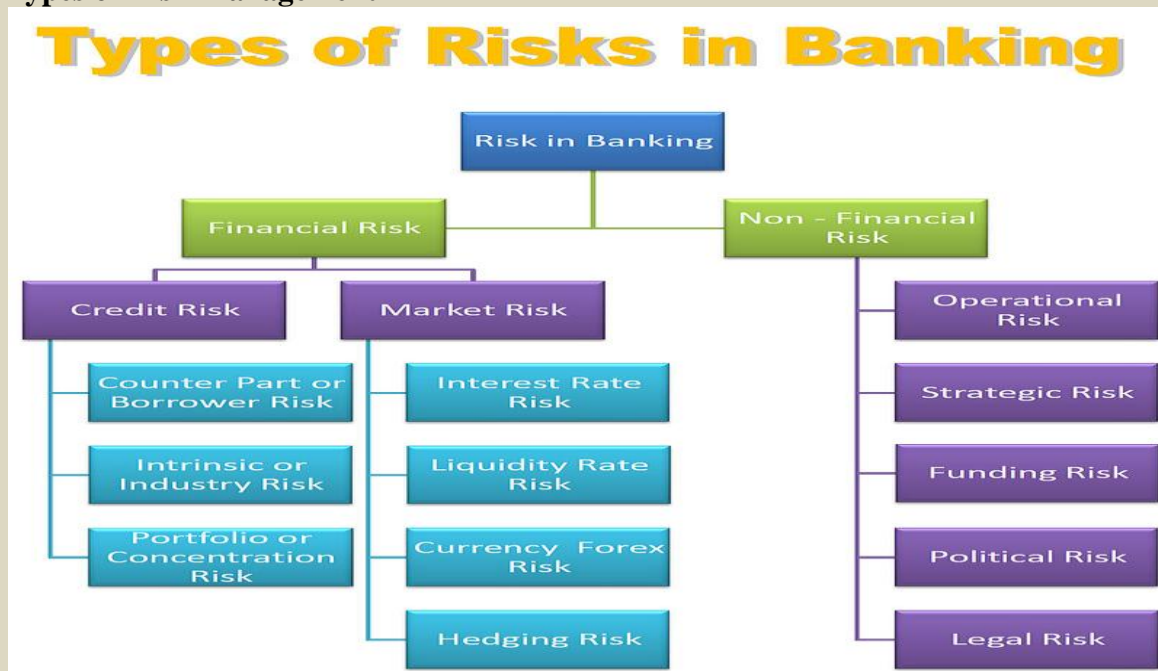 Types of Risks in Banking
Risk in Banking
Financial Risk
Non - Financial
Risk
Credit Risk
Market Risk
Counter Part or
Borrower Risk
Intrinsic or
Industry Risk
Portfolio or
Concentration
Risk
Interest Rate
Risk
Liquidity Rate
Risk
Currency Forex
Risk
Hedging Risk
Operational
Risk
Strategic Risk
Funding Risk
Political Risk
Legal Risk